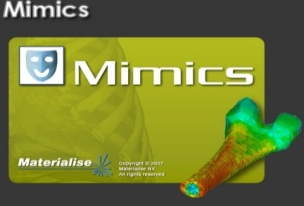 Mimics
Mimics
Materialise
Copyright © 2007
Materialise NV
All rights reserved